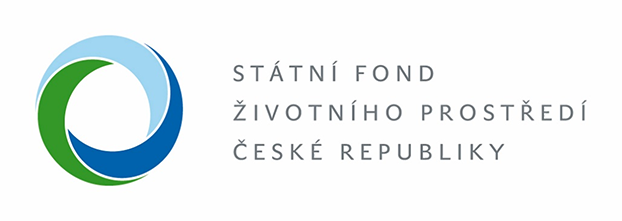 STÁTNÍ FOND
ŽIVOTNÍHO PROSTŘEDÍ
ČESKÉ REPUBLIKY